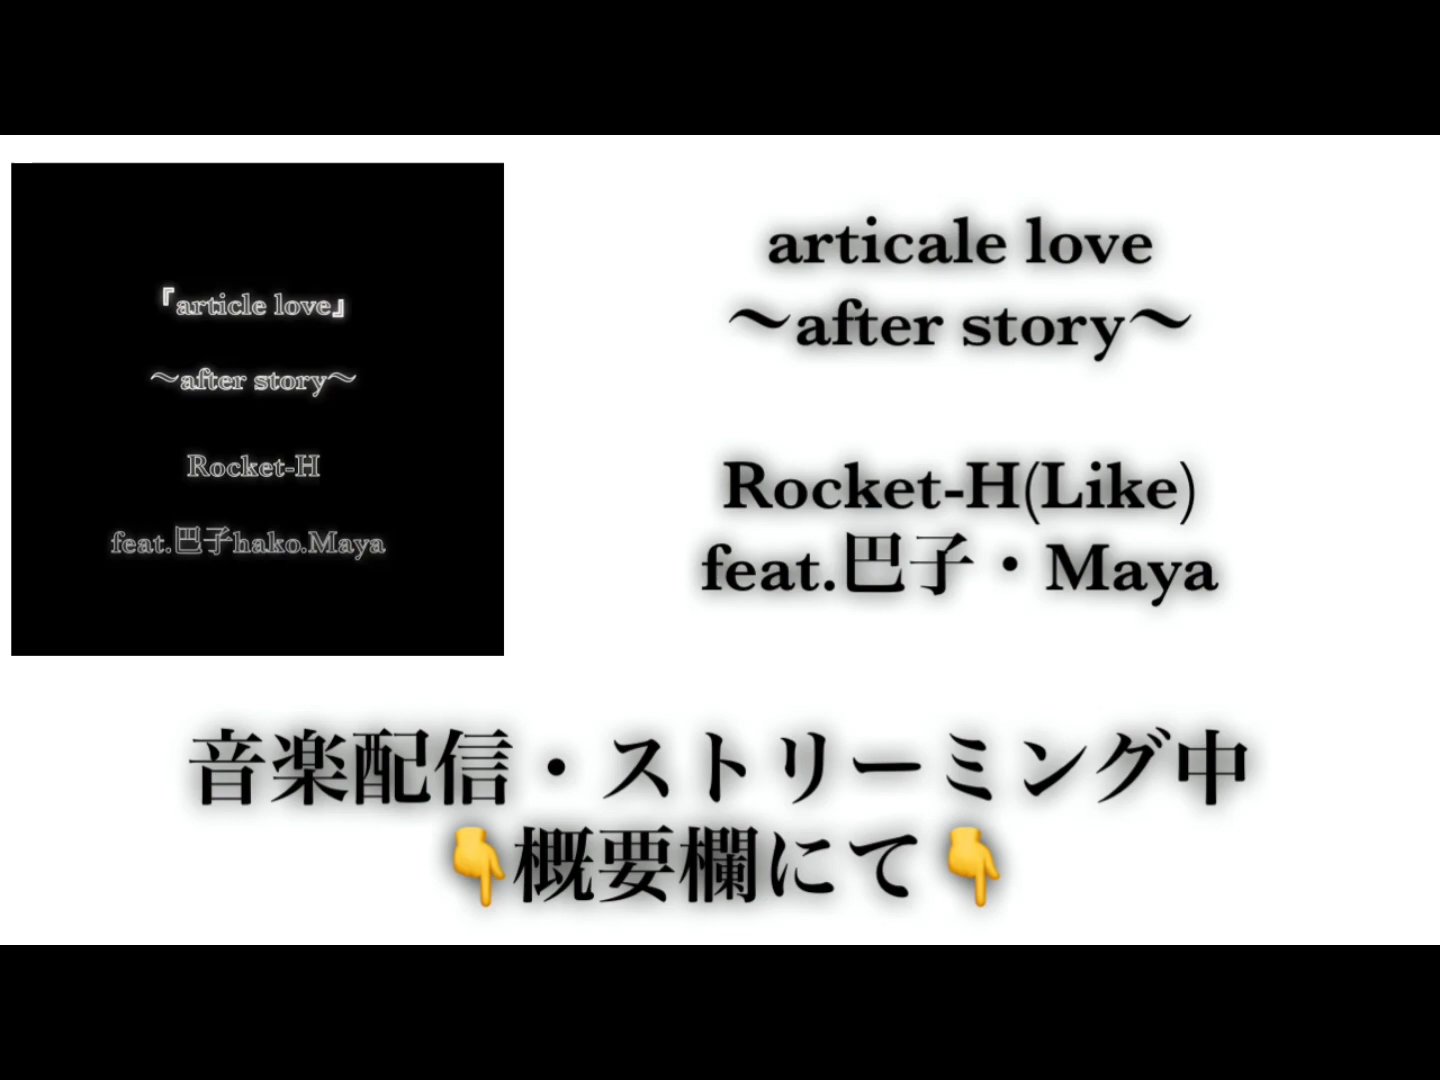 『article love』
〜after story〜
Rocket-H
feat.巴子hako.Maya
articale love
〜after story〜
Rocket-H(Like)
feat.巴子・Maya
音楽配信・ストリーミング中
👇概要欄にて👇